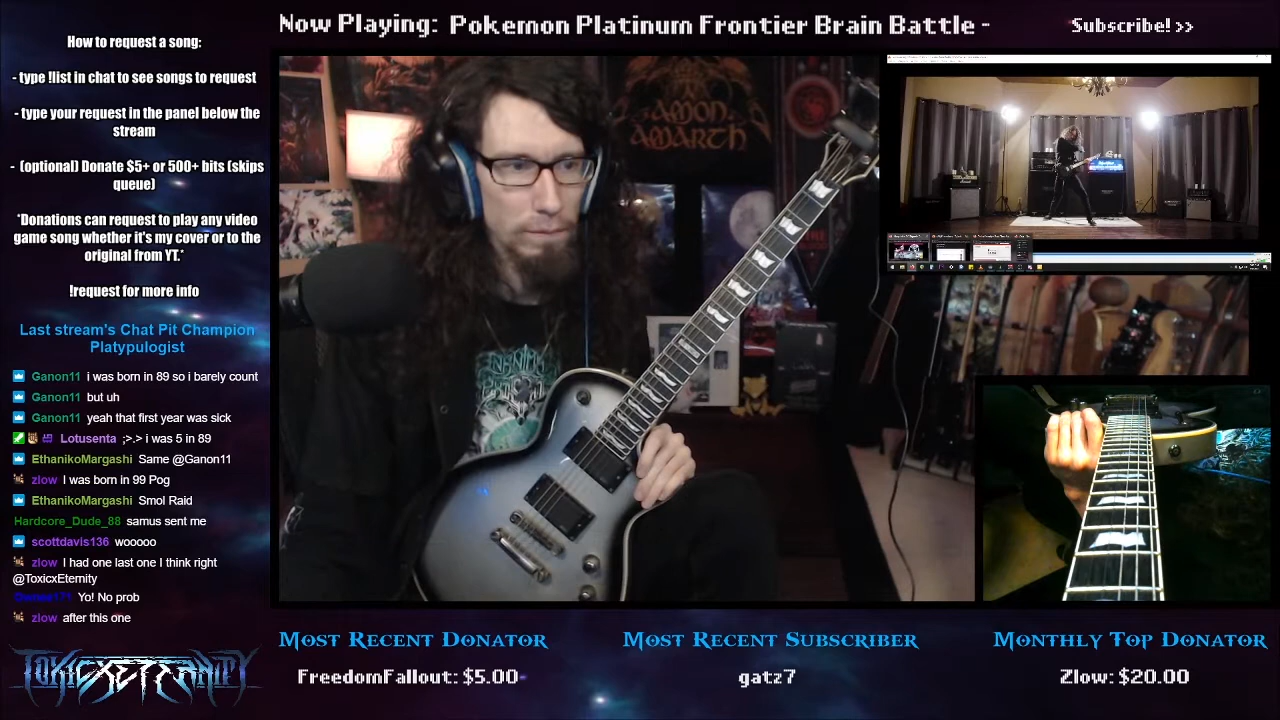 Now Playing: Pokemon Platinum Frontier Brain Battle -
Subscribe! >>
How to request a song:
- type !list in chat to see songs to request
- type your request in the panel below the
stream
- (optional) Donate $5+ or 500+ bits (skips
queue)
*Donations can request to play any video
game song whether it's my cover or to the
original from YT.*
!request for more info
Last stream's Chat Pit Champion
Platypulogist
Ganon11 i was born in 89 so i barely count
Ganon11 but uh
Ganon11 yeah that first year was sick
Lotusenta ;>.> i was 5 in 89
EthanikoMargashi Same @Ganon11
zlow I was born in 99 Pog
EthanikoMargashi Smol Raid
Hardcore_Dude_88 samus sent me
scottdavis136 wooooo
zlow I had one last one I think right
@ToxicxEternity
Yo! No prob
zlow after this one
AMON
AMARTH
TOXICXETERNITY
Most Recent Donator
FreedomFallout: $5.00
Most Recent Subscriber
gatz7
Monthly Top Donator
Zlow: $20.00